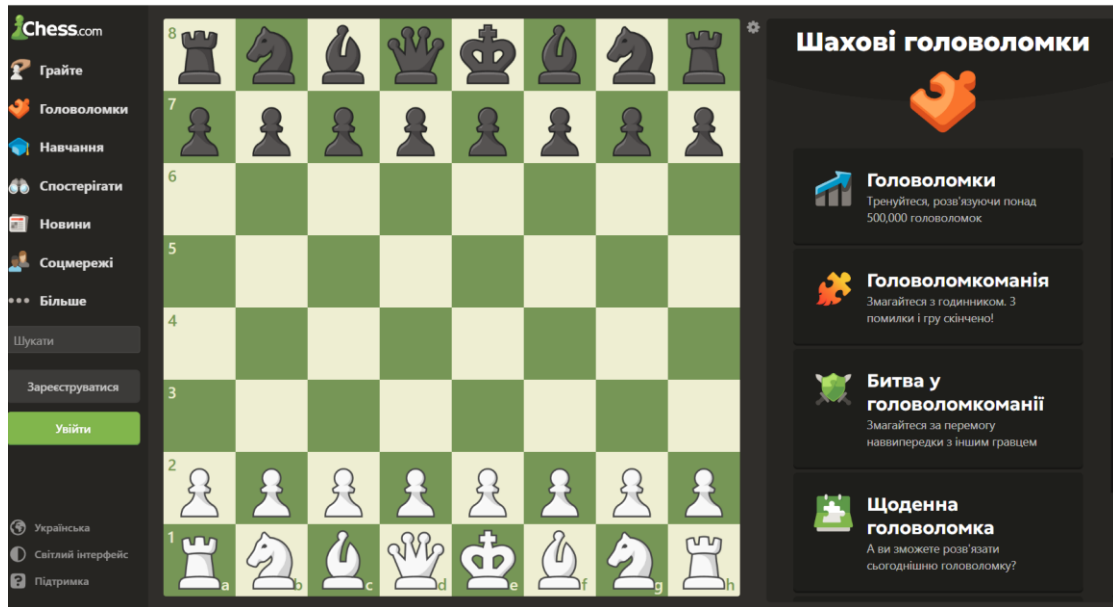 Chess.com
Грайте
Головоломки
Навчання
Спостерігати
Новини
Соцмережі
Більше
Шукати
Зареєструватися
Увійти
Українська
Світлий інтерфейс
Підтримка
8
7
6
5
4
3
2
1
a
b
c
d
e
f
g
h
Шахові головоломки
Головоломки
Тренуйтеся, розв'язуючи понад
500,000 головоломок
Головоломкоманія
Змагайтеся з годинником. 3
помилки і гру скінчено!
Битва у
головоломкоманії
Змагайтеся за перемогу
наввипередки з іншим гравцем
Щоденна
головоломка
А ви зможете розв'язати
сьогоднішню головоломку?